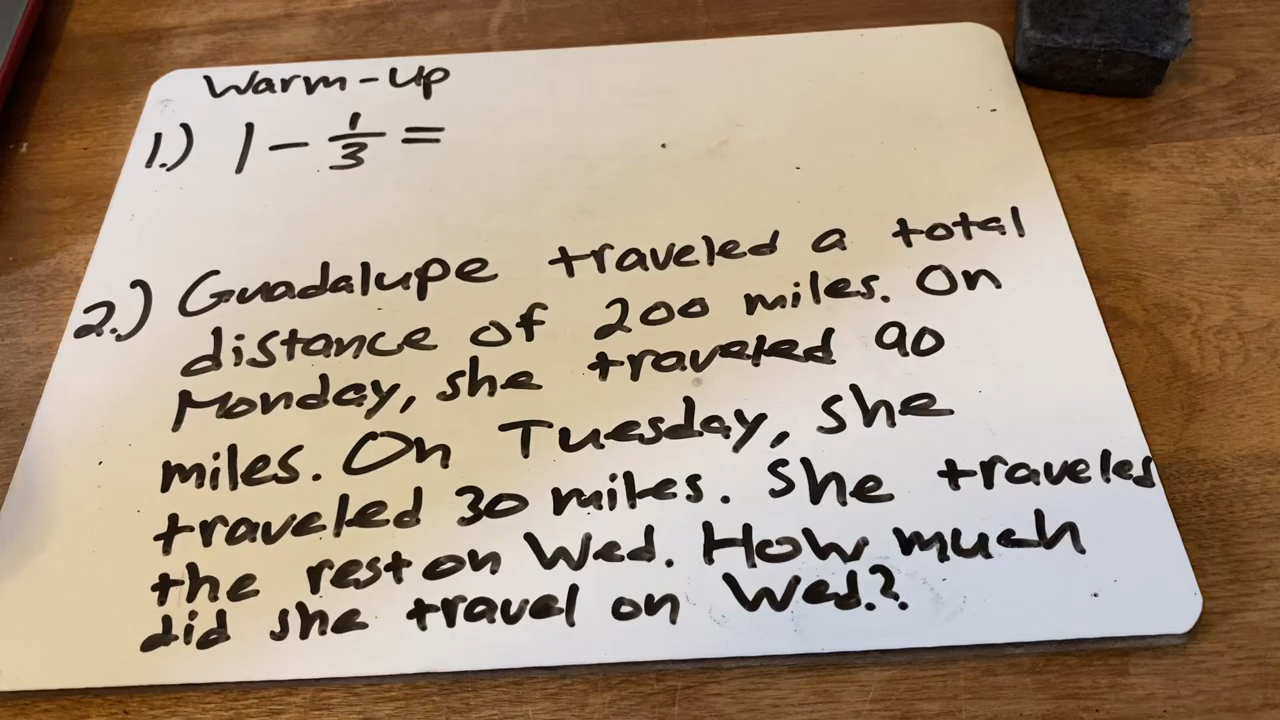 Warm-up
1.) 1 - 1/3 =
2.) Guadalupe traveled a total
distance of 200 miles. On
Monday, she traveled 90
miles. On Tuesday, she
traveled 30 miles. She traveled
the rest on Wed. How much
did she travel on Wed.?